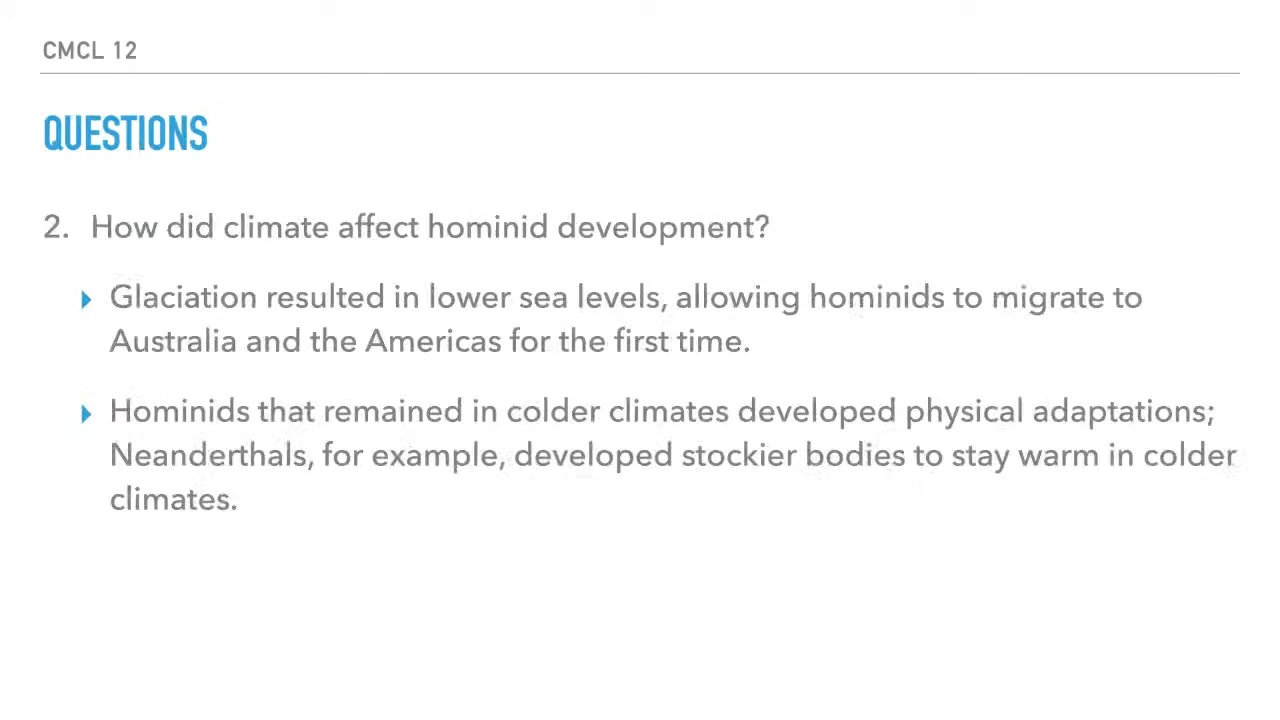 CMCL 12
QUESTIONS
2. How did climate affect hominid development?
Glaciation resulted in lower sea levels, allowing hominids to migrate to
Australia and the Americas for the first time.
Hominids that remained in colder climates developed physical adaptations;
Neanderthals, for example, developed stockier bodies to stay warm in colder
climates.